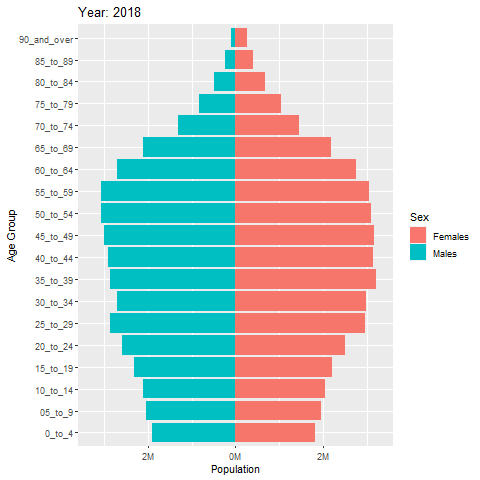 Year: 2018
90_and_over
85_to_89
80_to_84
75_to_79
70_to_74
65_to_69
60_to_64
55_to_59
50_to_54
45_to_49
40_to_44
35_to_39
30_to_34
25_to_29
20_to_24
15_to_19
10_to_14
05_to_9
0_to_4
Age Group
2M 0M 2M
Population
Sex
Females
Males